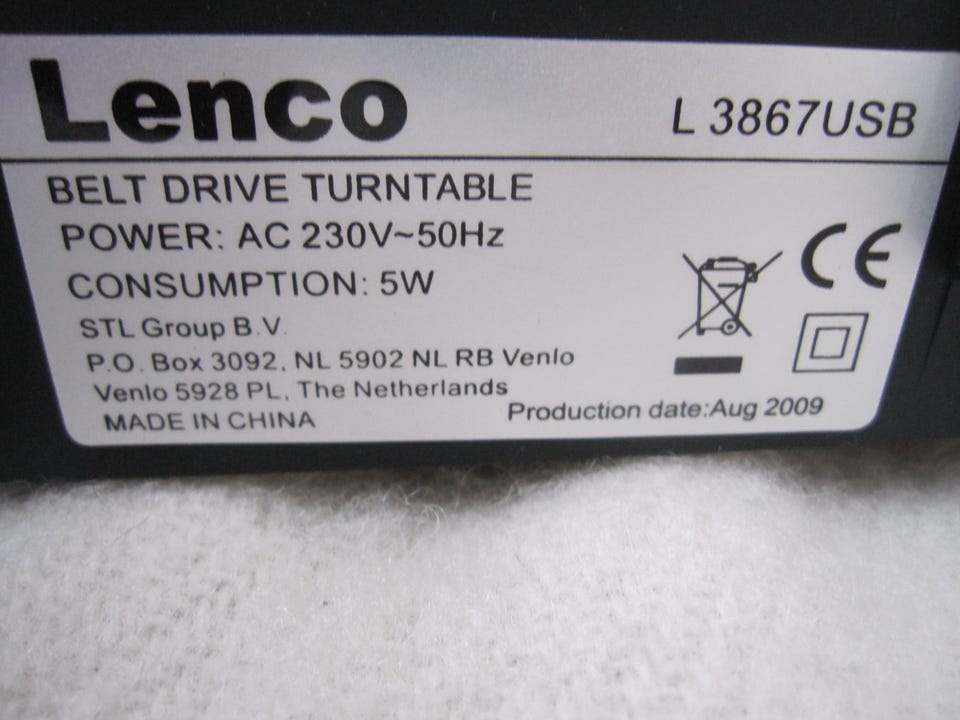 Lenco
L 3867USB
BELT DRIVE TURNTABLE
POWER: AC 230V~50Hz
CONSUMPTION: 5W
STL Group B.V.
P.O. Box 3092, NL 5902 NL RB Venlo
Venlo 5928 PL, The Netherlands
MADE IN CHINA
Production date:Aug 2009
CE